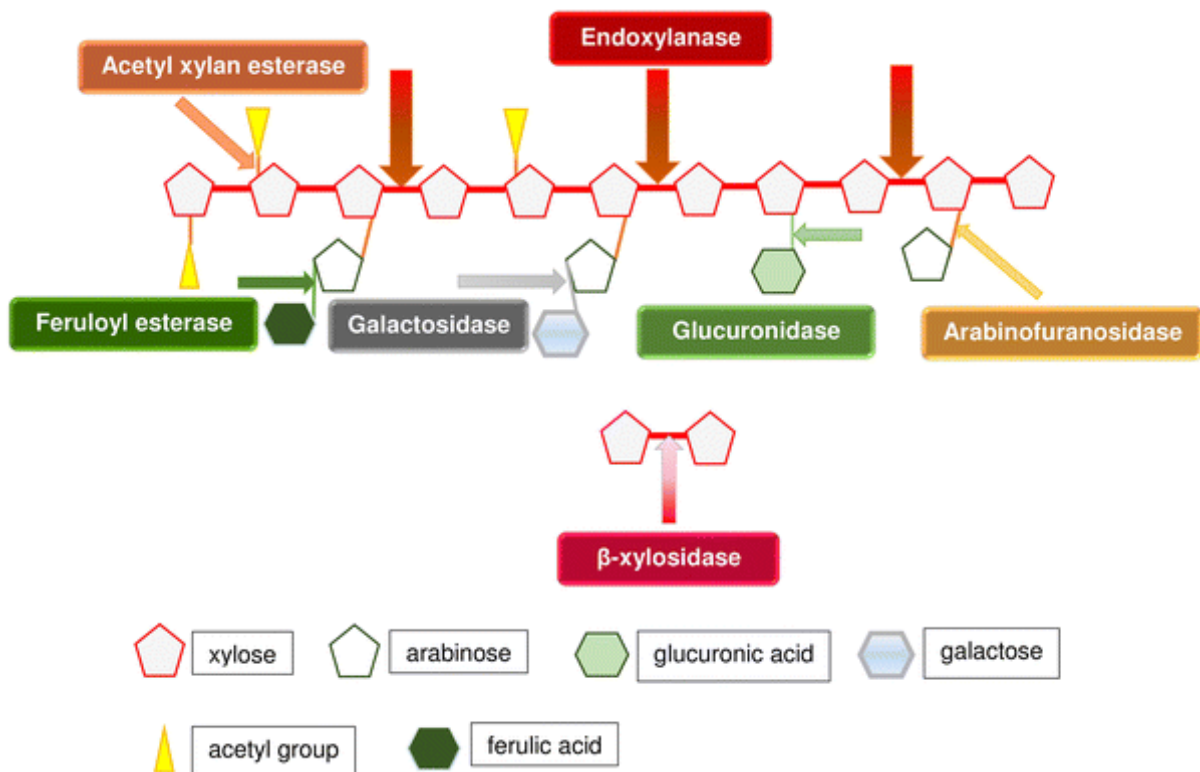 Endoxylanase
Acetyl xylan esterase
Feruloyl esterase
Galactosidase
Glucuronidase
Arabinofuranosidase
β-xylosidase
xylose
arabinose
glucuronic acid
galactose
acetyl group
ferulic acid